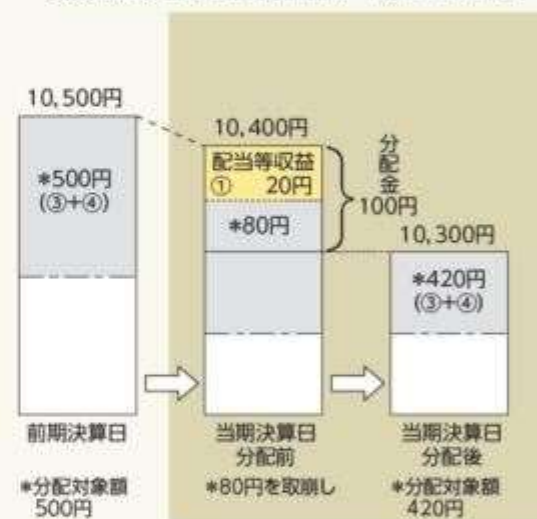 10,500円
*500円
(③+④)
前期決算日
*分配対象額
500円
10,400円
配当等収益
① 20円
*80円
分配金
100円
当期決算日
分配前
*80円を取崩し
10,300円
*420円
(③+④)
当期決算日
分配後
*分配対象額
420円